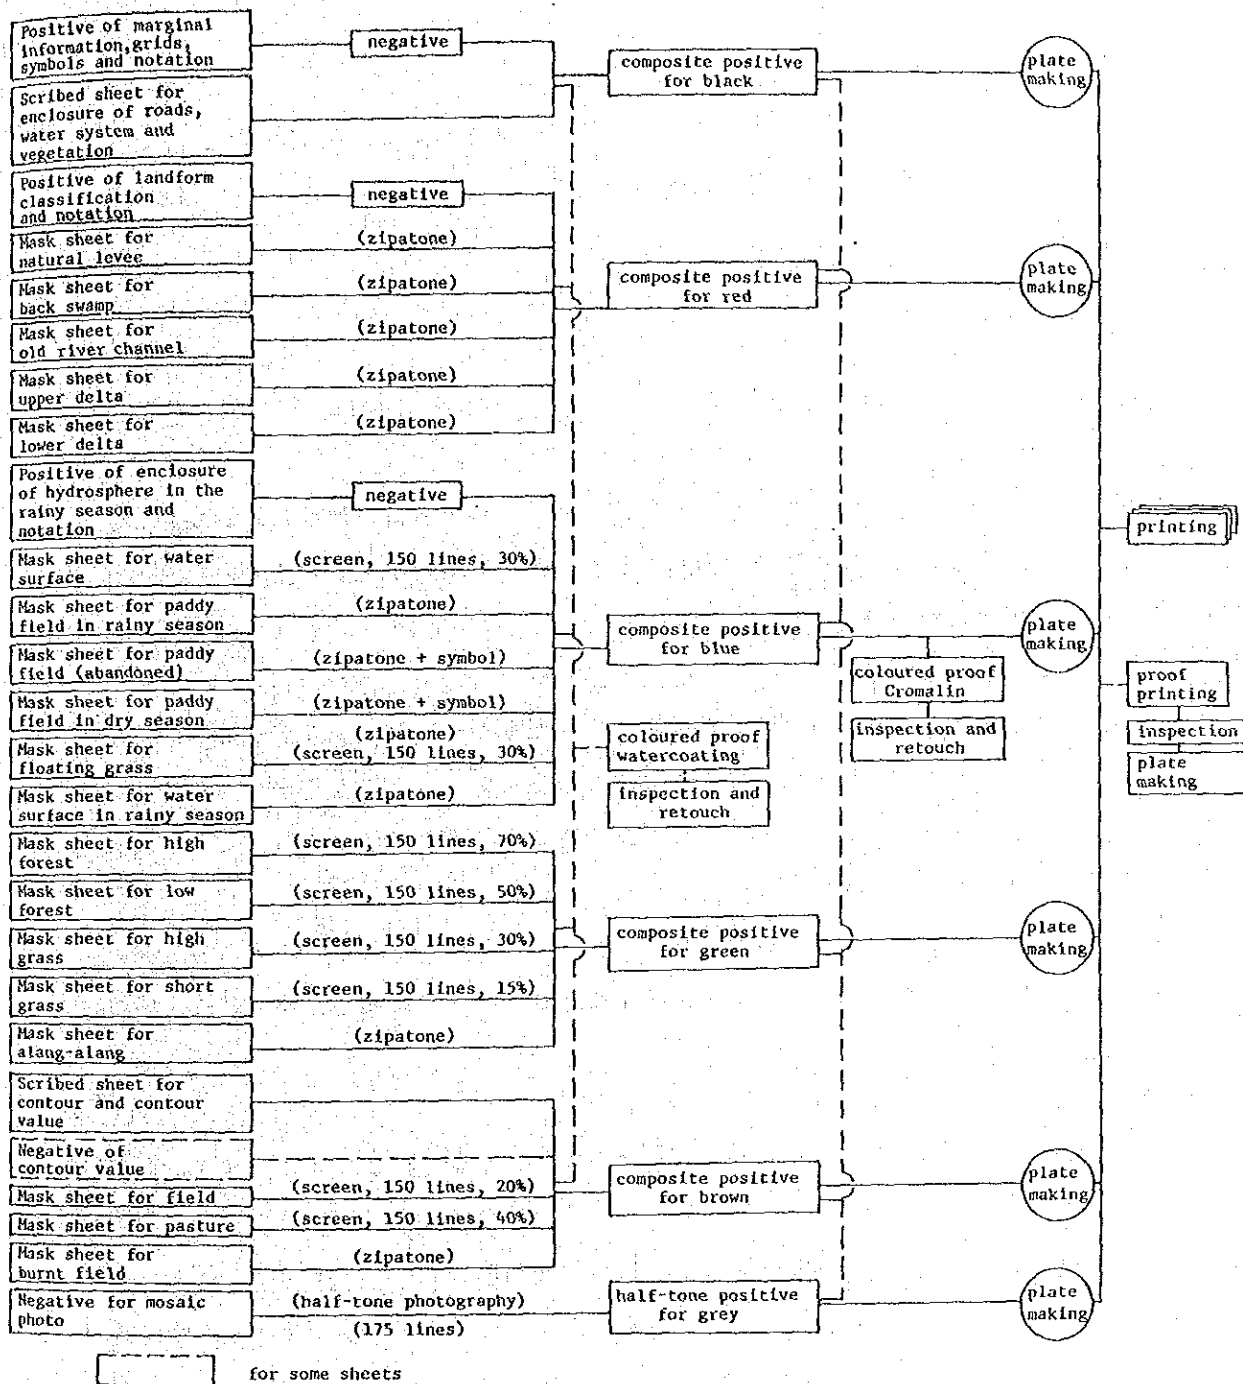 Positive of marginal
information,grids,
symbols and notation
negative
Scribed sheet for
enclosure of roads,
water system and
vegetation
composite positive
for black
plate
making
Positive of landform
classification
and notation
negative
Mask sheet for
natural levee
(zipatone)
Mask sheet for
back swamp
(zipatone)
Mask sheet for
old river channel
(zipatone)
Mask sheet for
upper delta
(zipatone)
Mask sheet for
lower delta
(zipatone)
composite positive
for red
plate
making
Positive of enclosure
of hydrosphere in the
rainy season and
notation
negative
Mask sheet for water
surface
(screen, 150 lines, 30%)
Mask sheet for paddy
field in rainy season
(zipatone)
Mask sheet for paddy
field (abandoned)
(zipatone + symbol)
Mask sheet for paddy
field in dry season
(zipatone + symbol)
Mask sheet for
floating grass
(zipatone)
(screen, 150 lines, 30%)
Mask sheet for water
surface in rainy season
(zipatone)
composite positive
for blue
plate
making
coloured proof
watercoating
inspection and
retouch
coloured proof
Cromalin
inspection and
retouch
Mask sheet for high
forest
(screen, 150 lines, 70%)
Mask sheet for low
forest
(screen, 150 lines, 50%)
Mask sheet for high
grass
(screen, 150 lines, 30%)
Mask sheet for short
grass
(screen, 150 lines, 15%)
Mask sheet for
alang-alang
(zipatone)
composite positive
for green
plate
making
Scribed sheet for
contour and contour
value
Negative of
contour value
Mask sheet for field
(screen, 150 lines, 20%)
Mask sheet for pasture
(screen, 150 lines, 40%)
Mask sheet for
burnt field
(zipatone)
composite positive
for brown
plate
making
Negative for mosaic
photo
(half-tone photography)
(175 lines)
half-tone positive
for grey
plate
making
printing
proof
printing
inspection
plate
making
for some sheets